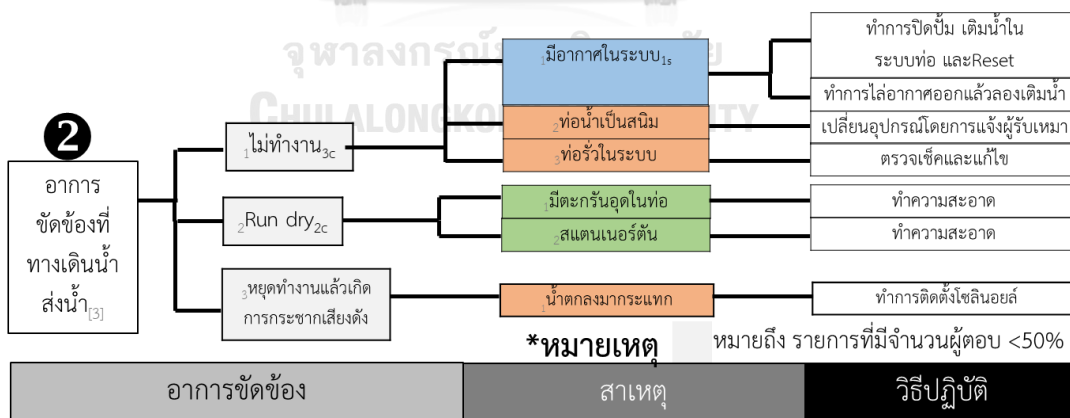 จุฬาลงกรณ์
CHULALONGKO
TY
2
อาการ
ขัดข้องที่
ทางเดินน้ำ
ส่งน้ำ[3]
1ไม่ทำงาน3c
2Run dry2c
3หยุดทำงานแล้วเกิด
การกระชากเสียงดัง
1มีอากาศในระบบ1s
2ท่อน้ำเป็นสนิม
3ท่อรั่วในระบบ
1มีตะกรันอุดในท่อ
2สแตนเนอร์ตัน
1น้ำตกลงมากระแทก
ทำการปิดปั้ม เติมน้ำใน
ระบบท่อ และReset
ทำการไล่อากาศออกแล้วลองเติมน้ำ
เปลี่ยนอุปกรณ์โดยการแจ้งผู้รับเหมา
ตรวจเช็คและแก้ไข
ทำความสะอาด
ทำความสะอาด
ทำการติดตั้งโซลินอยล์
*หมายเหตุ หมายถึง รายการที่มีจำนวนผู้ตอบ <50%
อาการขัดข้อง สาเหตุ วิธีปฏิบัติ